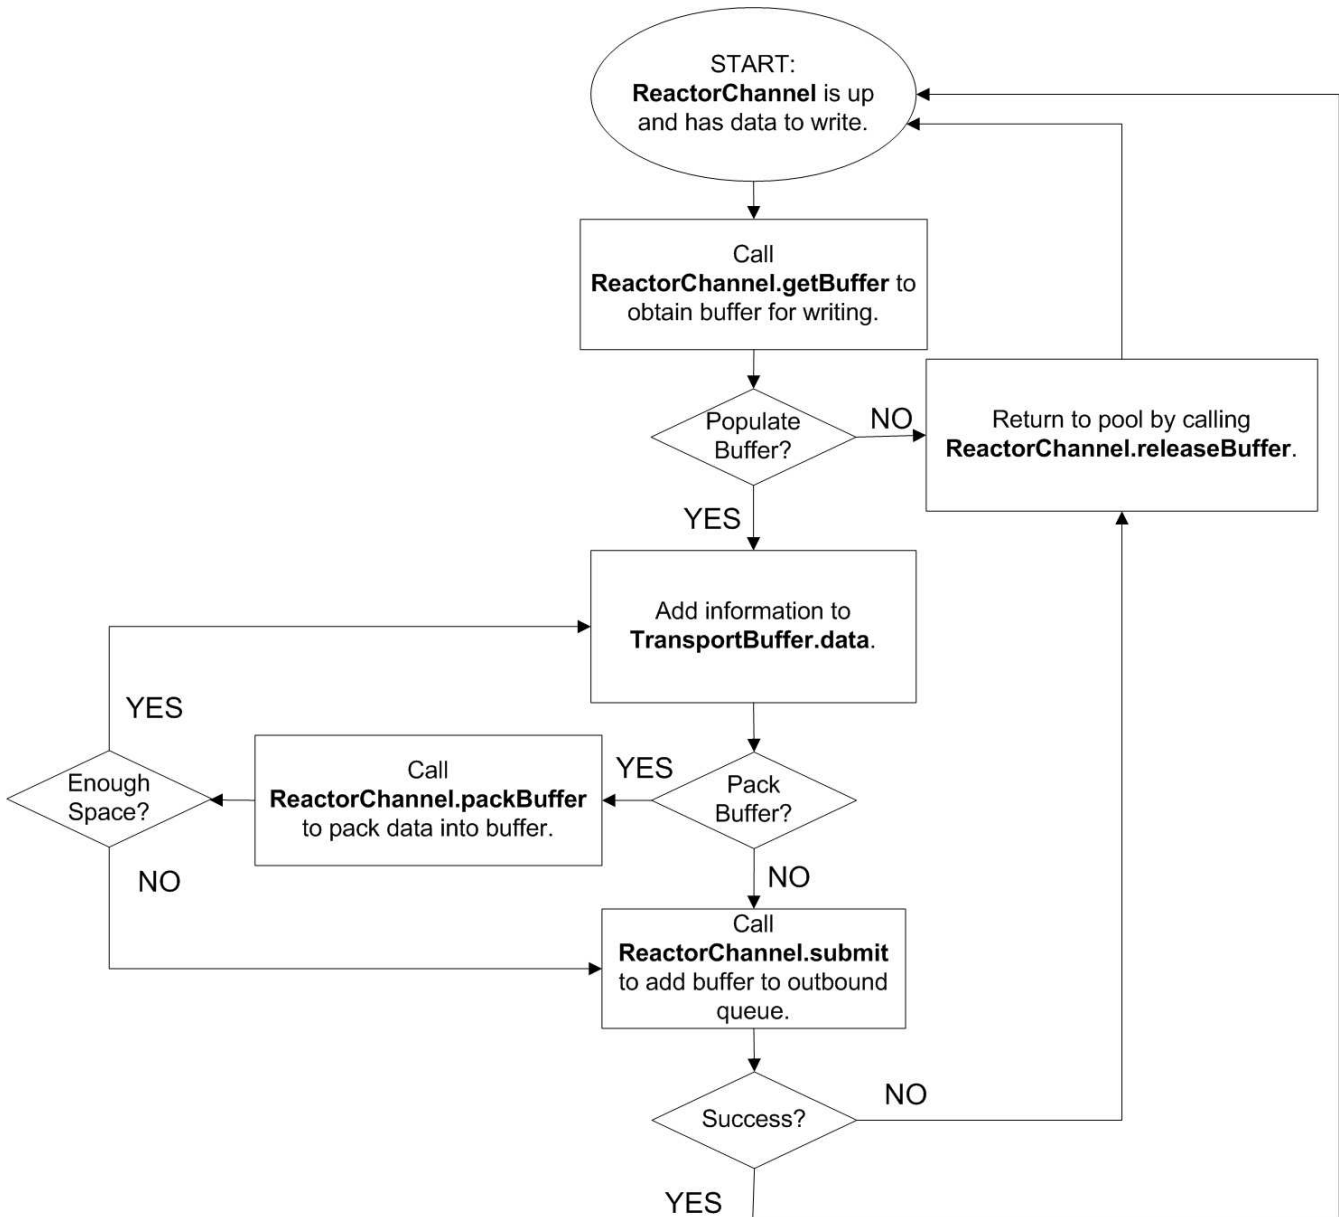 START:
ReactorChannel is up
and has data to write.
Call
ReactorChannel.getBuffer to
obtain buffer for writing.
Populate
Buffer?
NO
Return to pool by calling
ReactorChannel.releaseBuffer.
YES
Add information to
TransportBuffer.data.
YES
Enough
Space?
Call
ReactorChannel.packBuffer
to pack data into buffer.
YES
Pack
Buffer?
NO
NO
Call
ReactorChannel.submit
to add buffer to outbound
queue.
Success?
NO
YES